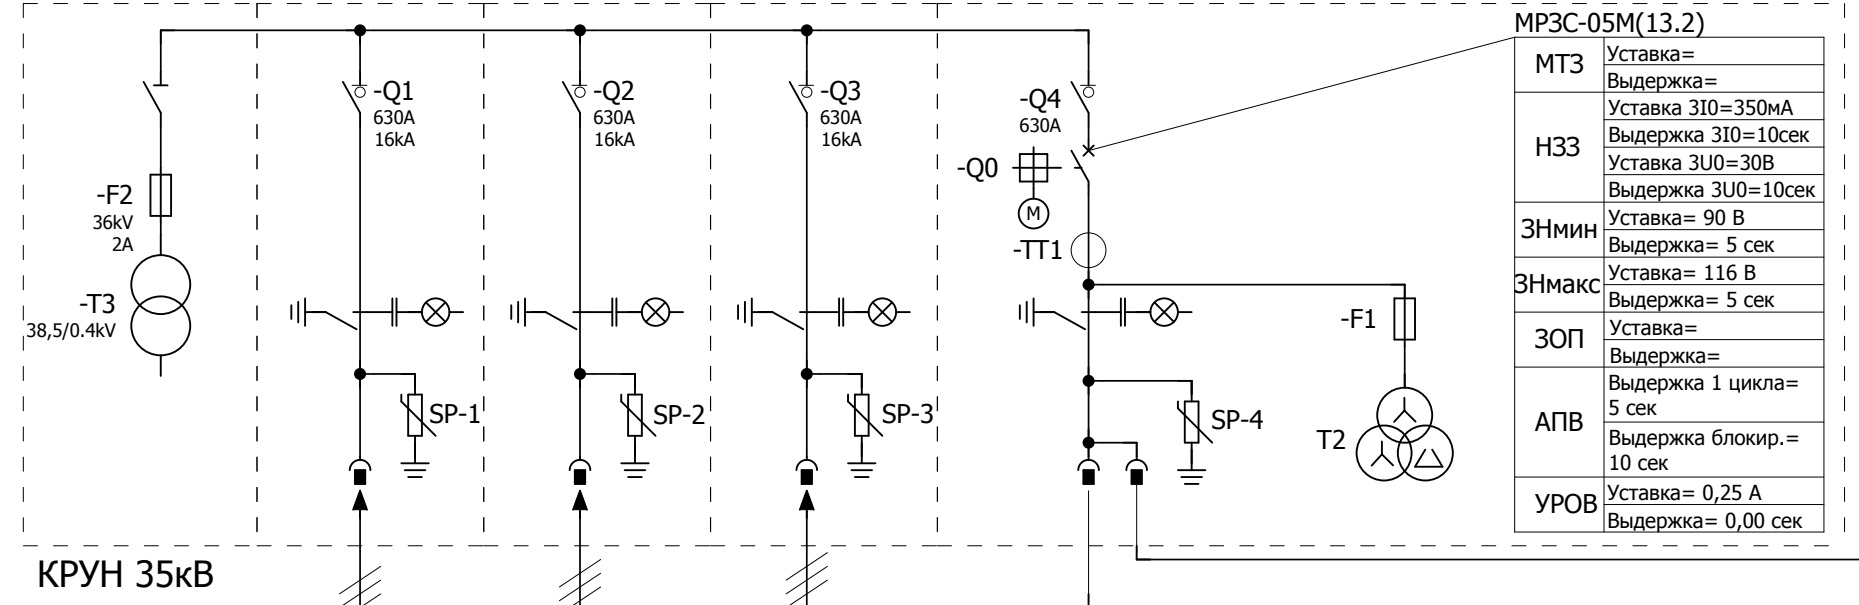 МРЗС-05М(13.2)
МТЗ
Уставка=
Выдержка=
НЗЗ
Уставка 3I0=350мА
Выдержка 3I0=10сек
Уставка 3U0=30В
Выдержка 3U0=10сек
ЗНмин
Уставка= 90 В
Выдержка= 5 сек
ЗНмакс
Уставка= 116 В
Выдержка= 5 сек
ЗОП
Уставка=
Выдержка=
АПВ
Выдержка 1 цикла=
5 сек
Выдержка блокир.=
10 сек
УРОВ
Уставка= 0,25 А
Выдержка= 0,00 сек
-F2
36kV
2A
-T3
38,5/0.4kV
-Q1
630A
16kA
SP-1
-Q2
630A
16kA
SP-2
-Q3
630A
16kA
SP-3
-Q4
630A
-Q0
M
-TT1
SP-4
-F1
T2
КРУН 35кВ